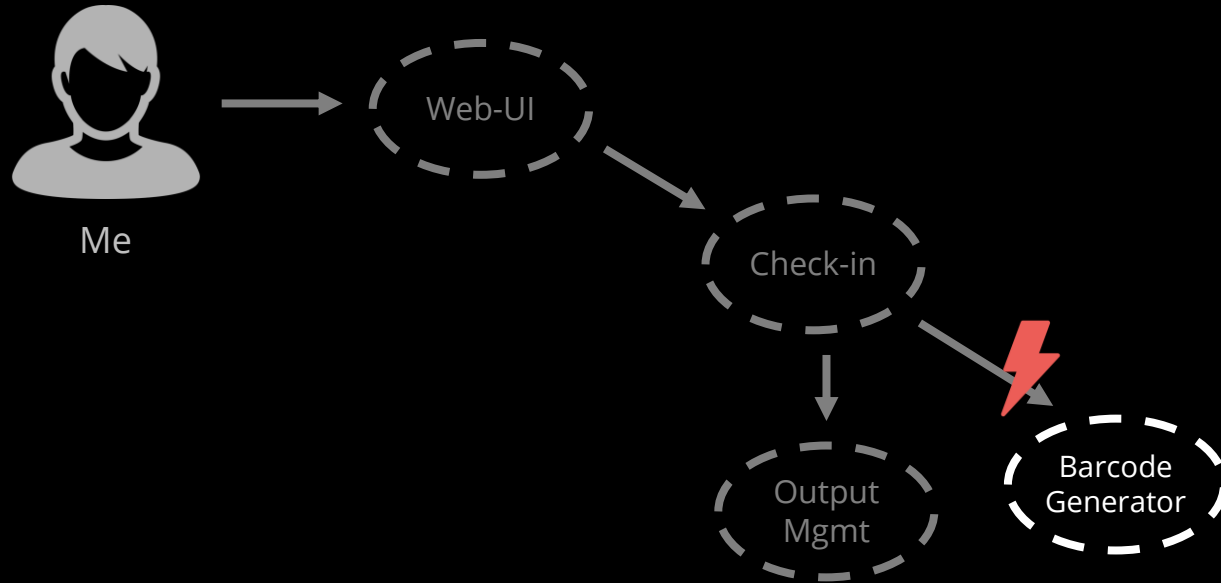 Me
Web-UI
Check-in
Output
Mgmt
Barcode
Generator